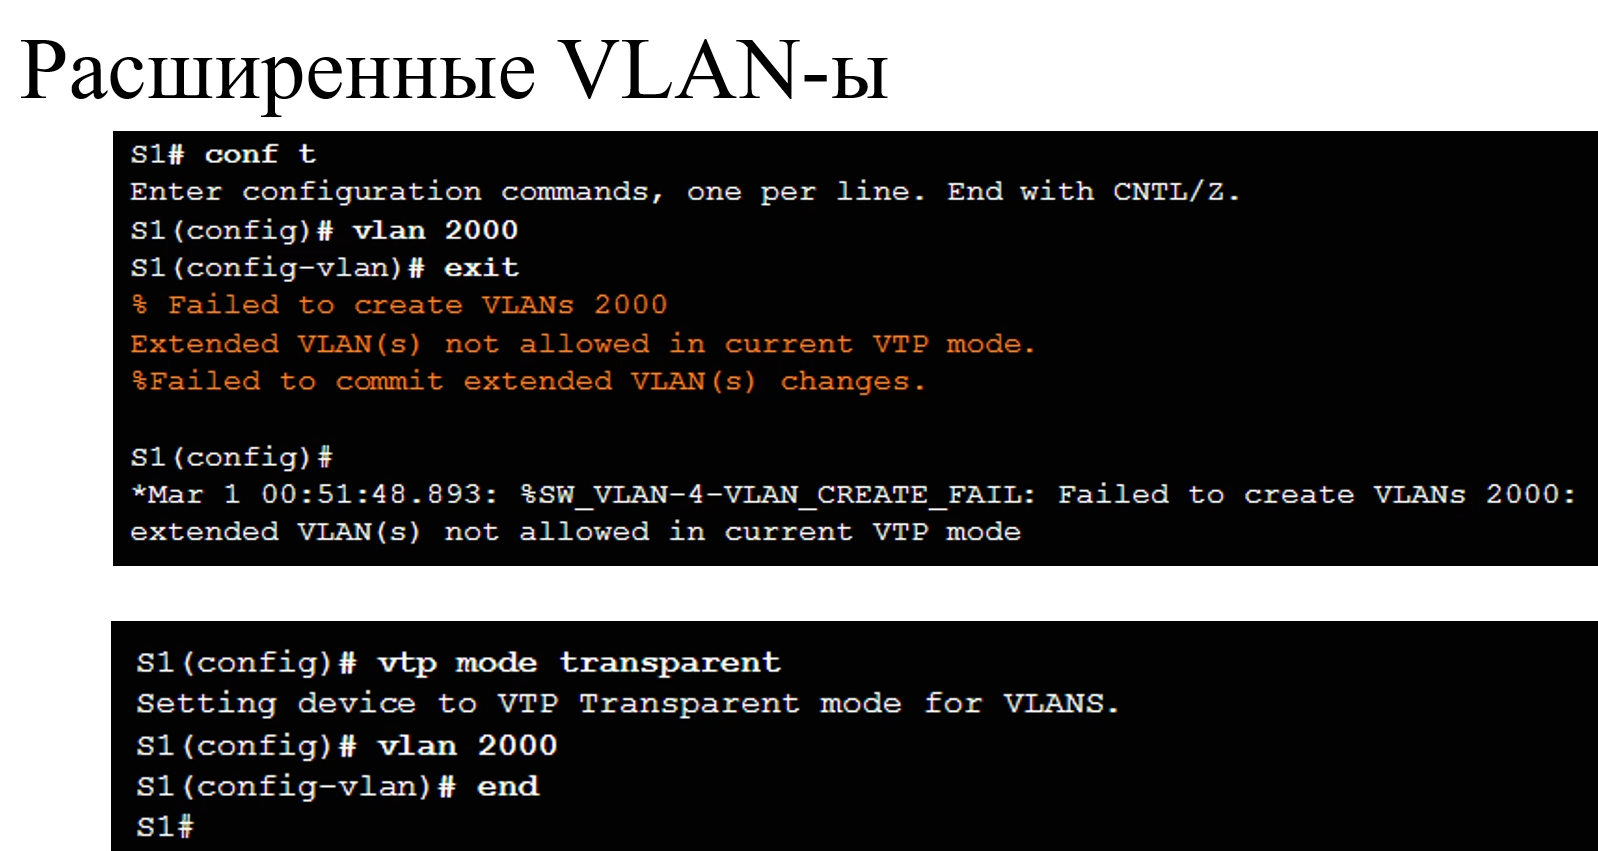 Расширенные VLAN-ы
S1# conf t
Enter configuration commands, one per line. End with CNTL/Z.
S1(config)# vlan 2000
S1(config-vlan)# exit
% Failed to create VLANs 2000
Extended VLAN(s) not allowed in current VTP mode.
%Failed to commit extended VLAN(s) changes.
S1(config)#
*Mar 1 00:51:48.893: %SW_VLAN-4-VLAN_CREATE_FAIL: Failed to create VLANs 2000:
extended VLAN(s) not allowed in current VTP mode
S1(config)# vtp mode transparent
Setting device to VTP Transparent mode for VLANS.
S1(config)# vlan 2000
S1(config-vlan)# end
S1#